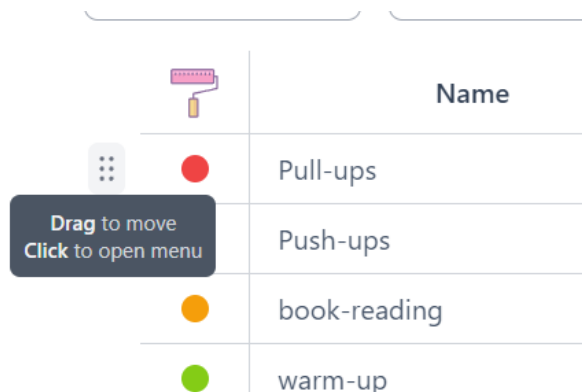 Name
Pull-ups
Drag to move
Click to open menu
Push-ups
book-reading
warm-up